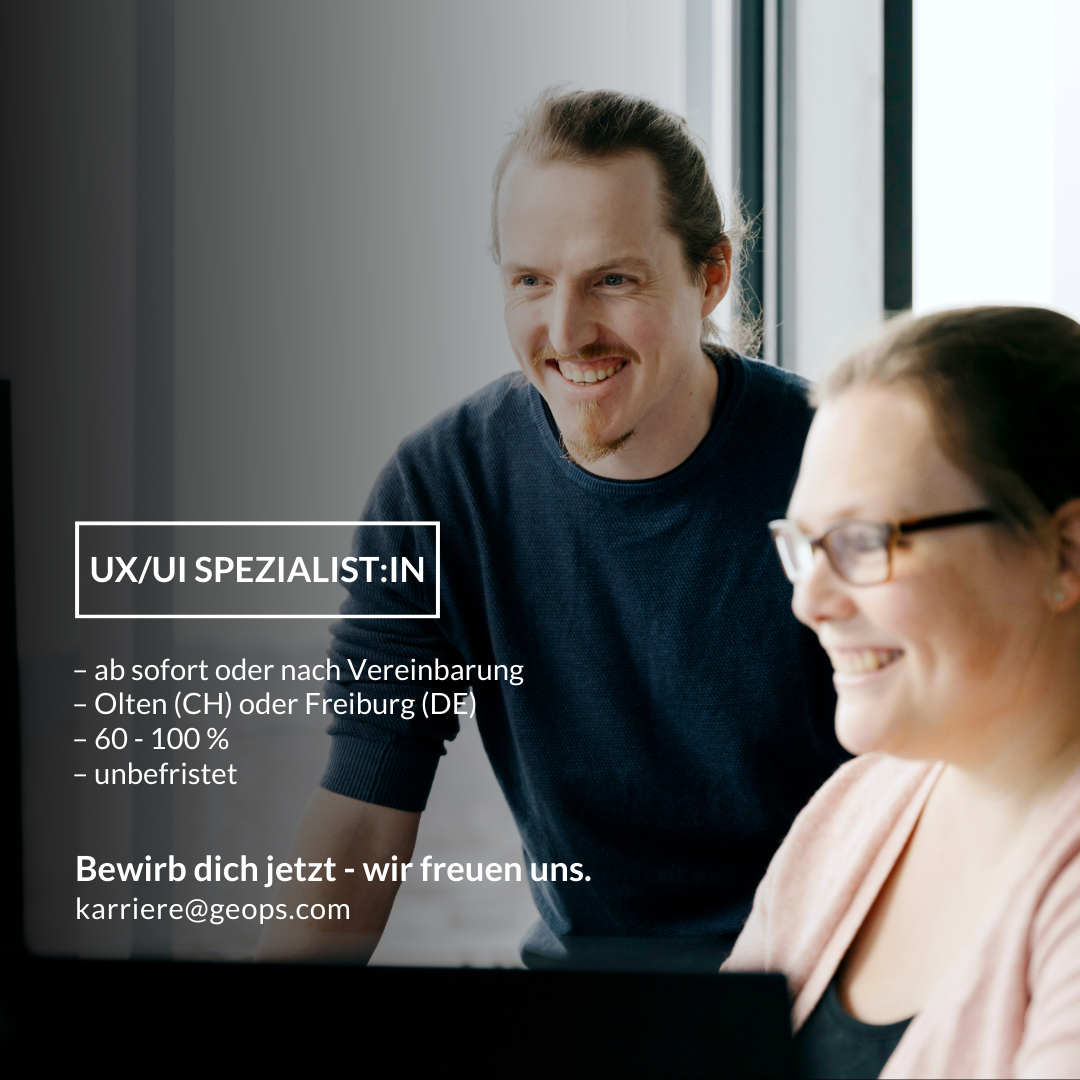 UX/UI SPEZIALIST:IN
– ab sofort oder nach Vereinbarung
– Olten (CH) oder Freiburg (DE)
– 60 - 100 %
– unbefristet
Bewirb dich jetzt - wir freuen uns.
karriere@geops.com